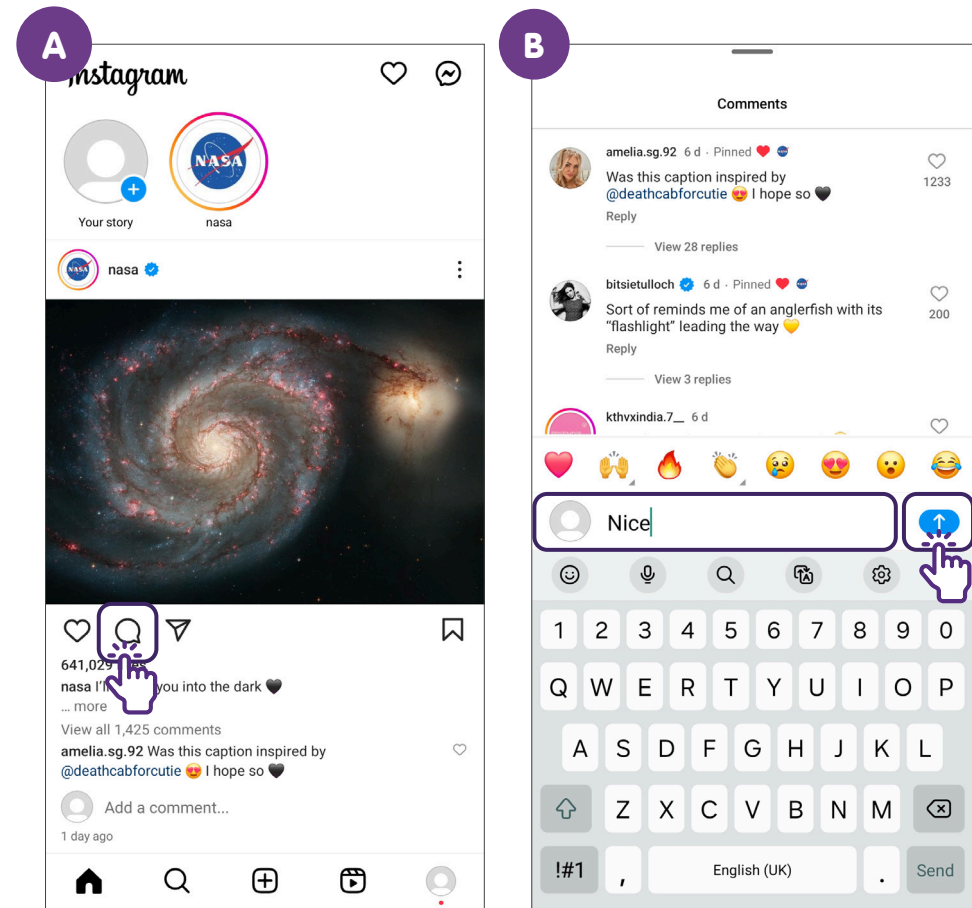 A
Instagram
NASA
Your story
nasa
NASA
nasa
641,029
nasa you into the dark 🖤
... more
View all 1,425 comments
amelia.sg.92 Was this caption inspired by
@deathcabforcutie 😍 I hope so 🖤
Add a comment...
1 day ago
B
Comments
amelia.sg.92 6 d · Pinned ❤️
Was this caption inspired by
@deathcabforcutie 😍 I hope so 🖤
1233
Reply
View 28 replies
bitsietulloch 6 d · Pinned ❤️
Sort of reminds me of an anglerfish with its
"flashlight" leading the way 💛
200
Reply
View 3 replies
kthvxindia.7__ 6 d
Nice
1 2 3 4 5 6 7 8 9 0
Q W E R T Y U I O P
A S D F G H J K L
Z X C V B N M
!#1 , English (UK) . Send